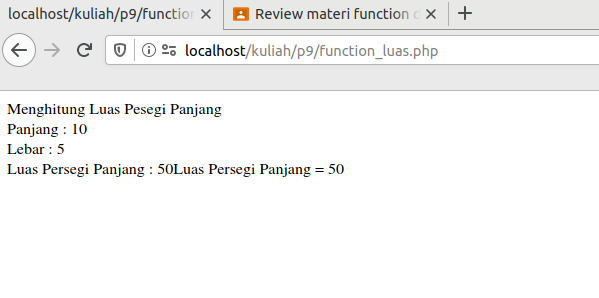 localhost/kuliah/p9/function
Review materi function
localhost/kuliah/p9/function_luas.php
Menghitung Luas Pesegi Panjang
Panjang : 10
Lebar : 5
Luas Persegi Panjang : 50Luas Persegi Panjang = 50